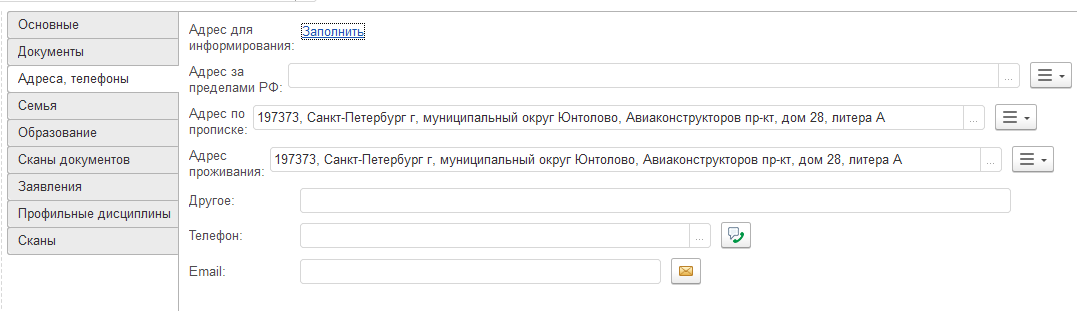 Основные
Документы
Адреса, телефоны
Семья
Образование
Сканы документов
Заявления
Профильные дисциплины
Сканы
Адрес для
информирования:
Заполнить
Адрес за
пределами РФ:
...
Адрес по
прописке:
197373, Санкт-Петербург г, муниципальный округ Юнтолово, Авиаконструкторов пр-кт, дом 28, литера А
...
Адрес
проживания:
197373, Санкт-Петербург г, муниципальный округ Юнтолово, Авиаконструкторов пр-кт, дом 28, литера А
...
Другое:
Телефон:
...
Email: